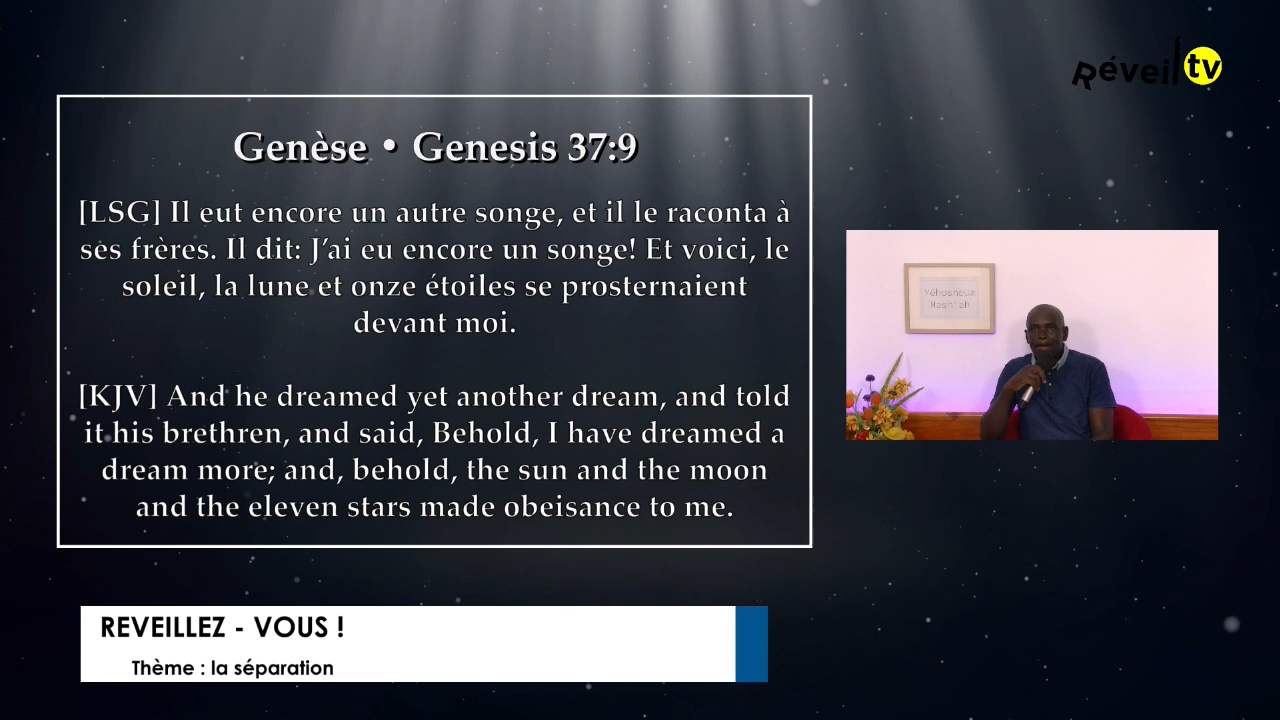 Réveil tv
Genèse • Genesis 37:9
[LSG] Il eut encore un autre songe, et il le raconta à
ses frères. Il dit: J’ai eu encore un songe! Et voici, le
soleil, la lune et onze étoiles se prosternaient
devant moi.
[KJV] And he dreamed yet another dream, and told
it his brethren, and said, Behold, I have dreamed a
dream more; and, behold, the sun and the moon
and the eleven stars made obeisance to me.
Yéhoshoua
Mashiah
REVEILLEZ - VOUS !
Thème : la séparation